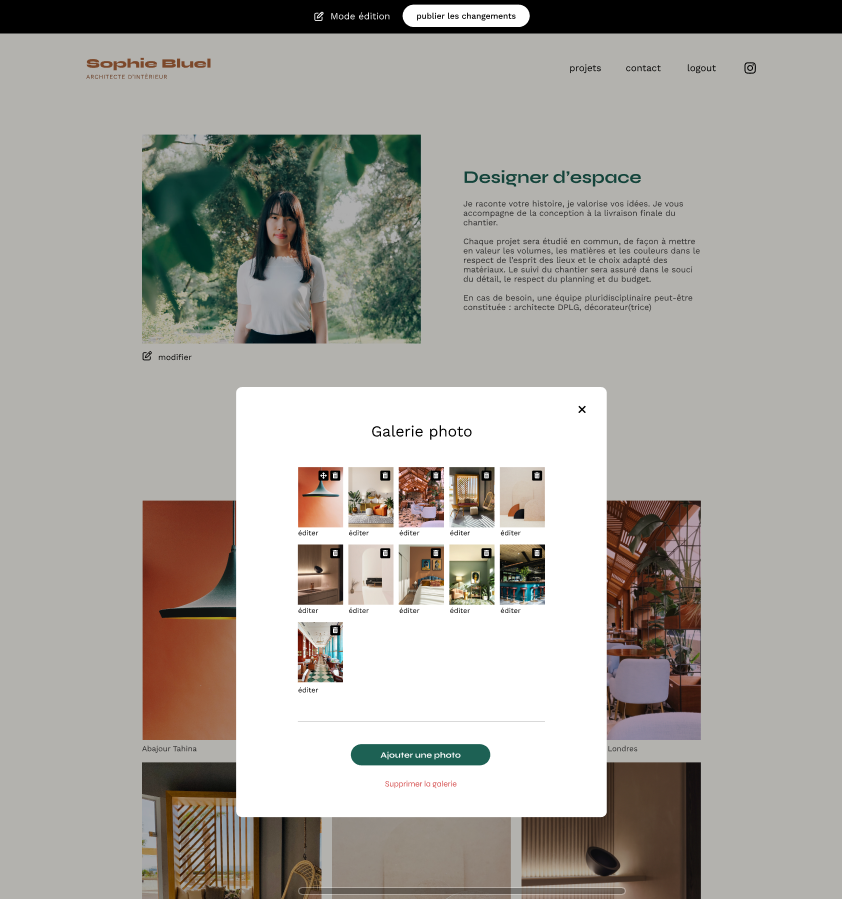 Mode édition
publier les changements
Sophie Bluel
ARCHITECTE D'INTÉRIEUR
projets
contact
logout
Designer d'espace
Je raconte votre histoire, je valorise vos idées. Je vous
accompagne de la conception à la livraison finale du
chantier.
Chaque projet sera étudié en commun, de façon à mettre
en valeur les volumes, les matières et les couleurs dans le
respect de l'esprit des lieux et le choix adapté des
matériaux. Le suivi du chantier sera assuré dans le souci
du détail, le respect du planning et du budget.
En cas de besoin, une équipe pluridisciplinaire peut-être
constituée : architecte DPLG, décorateur(trice)
modifier
Galerie photo
éditer éditer éditer éditer éditer
éditer éditer éditer éditer éditer
éditer
Abajour Tahina
Londres
Ajouter une photo
Supprimer la galerie